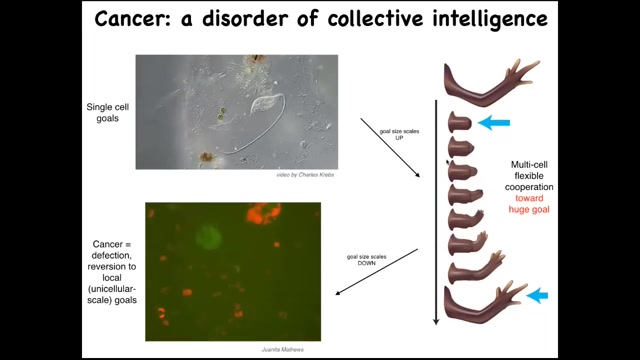 Cancer: a disorder of collective intelligence
Single cell
goals
video by Charles Krebs
goal size scales
UP
Multi-cell
flexible
cooperation
toward
huge goal
Cancer =
defection,
reversion to
local
(unicellular-
scale) goals
goal size scales
DOWN
Juanita Mathews